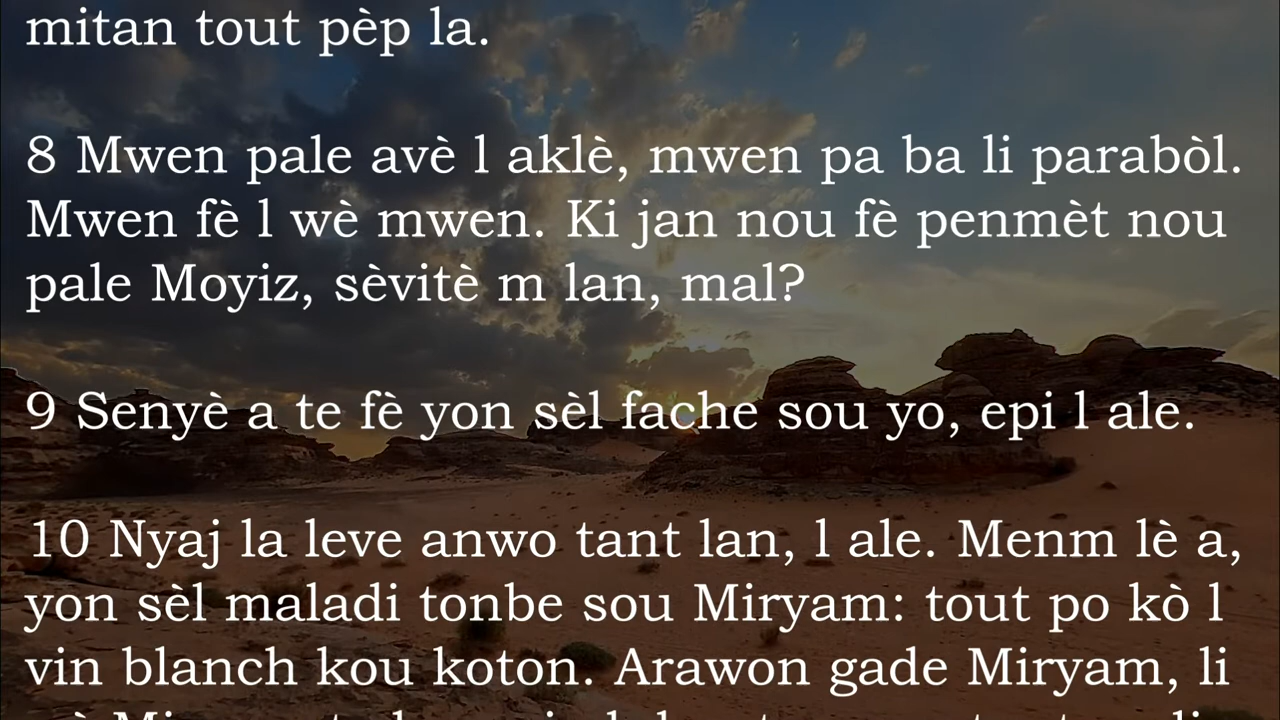 mitan tout pèp la.
8 Mwen pale avè l aklè, mwen pa ba li parabòl.
Mwen fè l wè mwen. Ki jan nou fè penmèt nou
pale Moyiz, sèvitè m lan, mal?
9 Senyè a te fè yon sèl fache sou yo, epi l ale.
10 Nyaj la leve anwo tant lan, l ale. Menm lè a,
yon sèl maladi tonbe sou Miryam: tout po kò l
vin blanch kou koton. Arawon gade Miryam, li